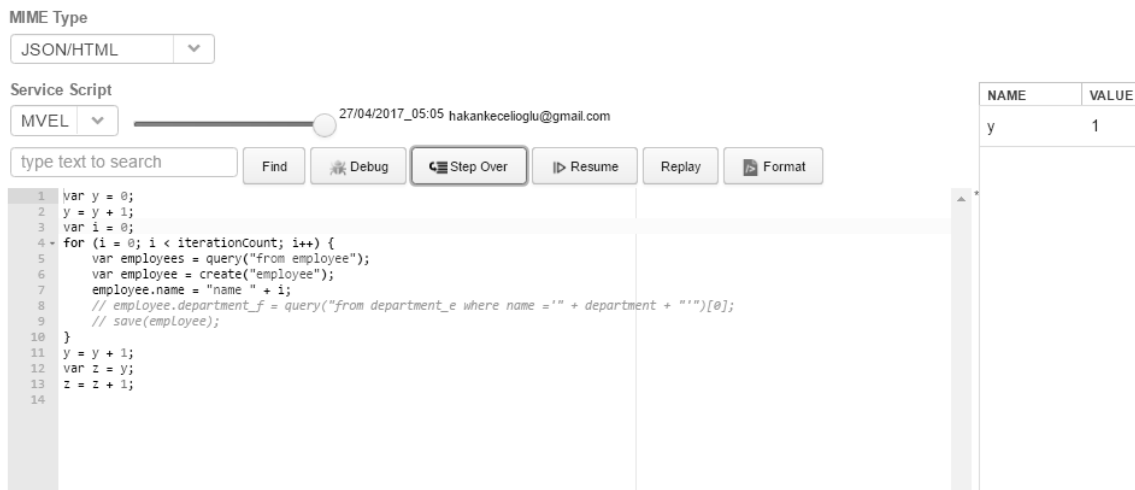 MIME Type
JSON/HTML
Service Script
MVEL 27/04/2017_05:05 hakankecelioglu@gmail.com
type text to search Find Debug Step Over Resume Replay Format
NAME VALUE
y 1
1 var y = 0;
2 y = y + 1;
3 var i = 0;
4 for (i = 0; i < iterationCount; i++) {
5 var employees = query("from employee");
6 var employee = create("employee");
7 employee.name = "name " + i;
8 // employee.department_f = query("from department_e where name ='" + department + "'")[0];
9 // save(employee);
10 }
11 y = y + 1;
12 var z = y;
13 z = z + 1;
14
*